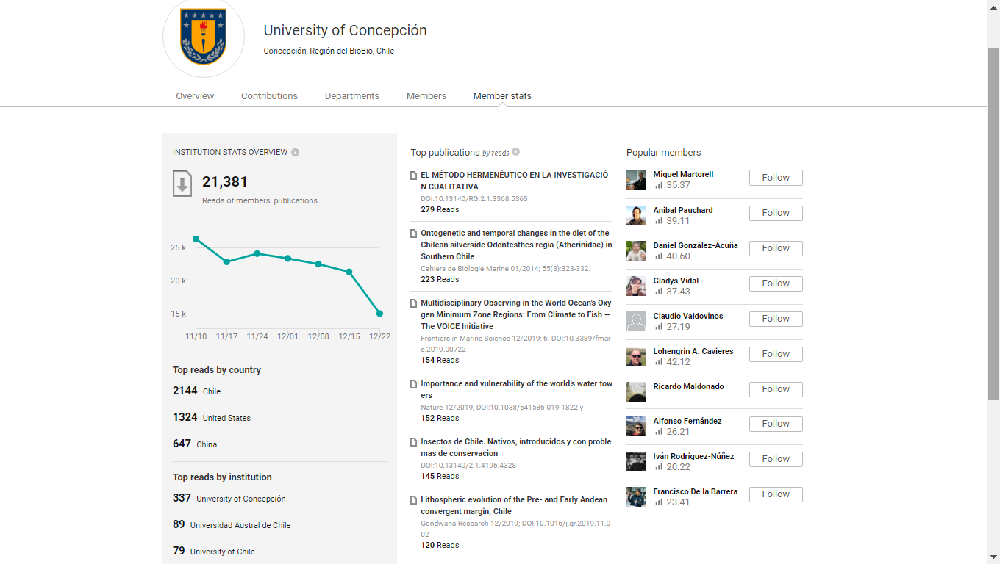 University of Concepción
Concepción, Región del BioBio, Chile
Overview
Contributions
Departments
Members
Member stats
INSTITUTION STATS OVERVIEW
21,381
Reads of members' publications
25 k
20 k
15 k
11/10 11/17 11/24 12/01 12/08 12/15 12/22
Top reads by country
2144 Chile
1324 United States
647 China
Top reads by institution
337 University of Concepción
89 Universidad Austral de Chile
79 University of Chile
Top publications by reads
EL MÉTODO HERMENÉUTICO EN LA INVESTIGACIÓ
N CUALITATIVA
DOI:10.13140/RG.2.1.3368.5363
279 Reads
Ontogenetic and temporal changes in the diet of the
Chilean silverside Odontesthes regia (Atherinidae) in
Southern Chile
Cahiers de Biologie Marine 01/2014; 55(3):323-332.
223 Reads
Multidisciplinary Observing in the World Ocean's Oxy
gen Minimum Zone Regions: From Climate to Fish —
The VOICE Initiative
Frontiers in Marine Science 12/2019; 6. DOI:10.3389/fmar
s.2019.00722
154 Reads
Importance and vulnerability of the world's water tow
ers
Nature 12/2019; DOI:10.1038/s41586-019-1822-y
152 Reads
Insectos de Chile. Nativos, introducidos y con proble
mas de conservacion
DOI:10.13140/2.1.4196.4328
145 Reads
Lithospheric evolution of the Pre- and Early Andean
convergent margin, Chile
Gondwana Research 12/2019; DOI:10.1016/j.gr.2019.11.0
02
120 Reads
Popular members
Miquel Martorell
35.37
Follow
Anibal Pauchard
39.11
Follow
Daniel González-Acuña
40.60
Follow
Gladys Vidal
37.43
Follow
Claudio Valdovinos
27.19
Follow
Lohengrin A. Cavieres
42.12
Follow
Ricardo Maldonado
Follow
Alfonso Fernández
26.21
Follow
Iván Rodríguez-Núñez
20.22
Follow
Francisco De la Barrera
23.41
Follow